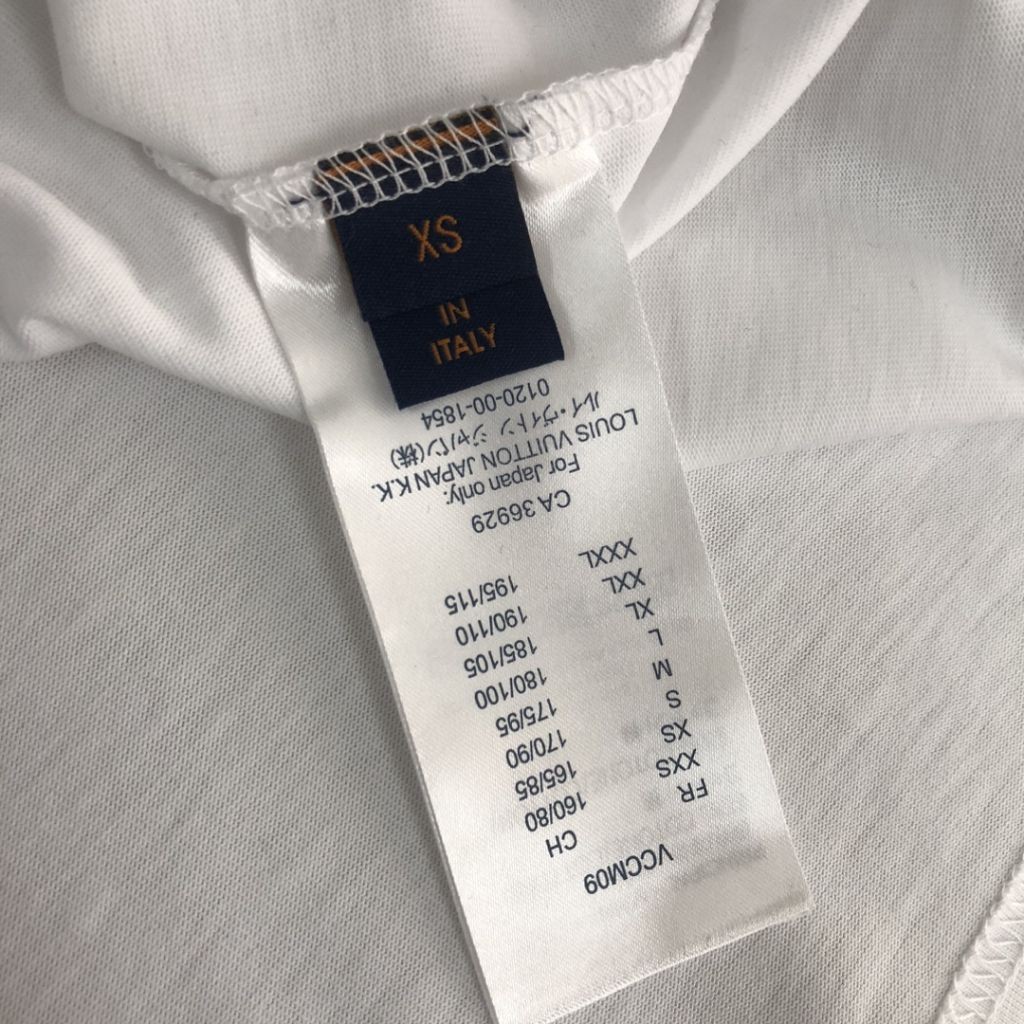 XS
IN
ITALY
VCCM09
FR CH
XXS 160/80
XS 165/85
S 170/90
M 175/95
L 180/100
XL 185/105
XXL 190/110
XXXL 195/115
CA 36929
For Japan only:
LOUIS VUITTON JAPAN K.K.
ルイ・ヴィトン ジャパン(株)
0120-00-1854